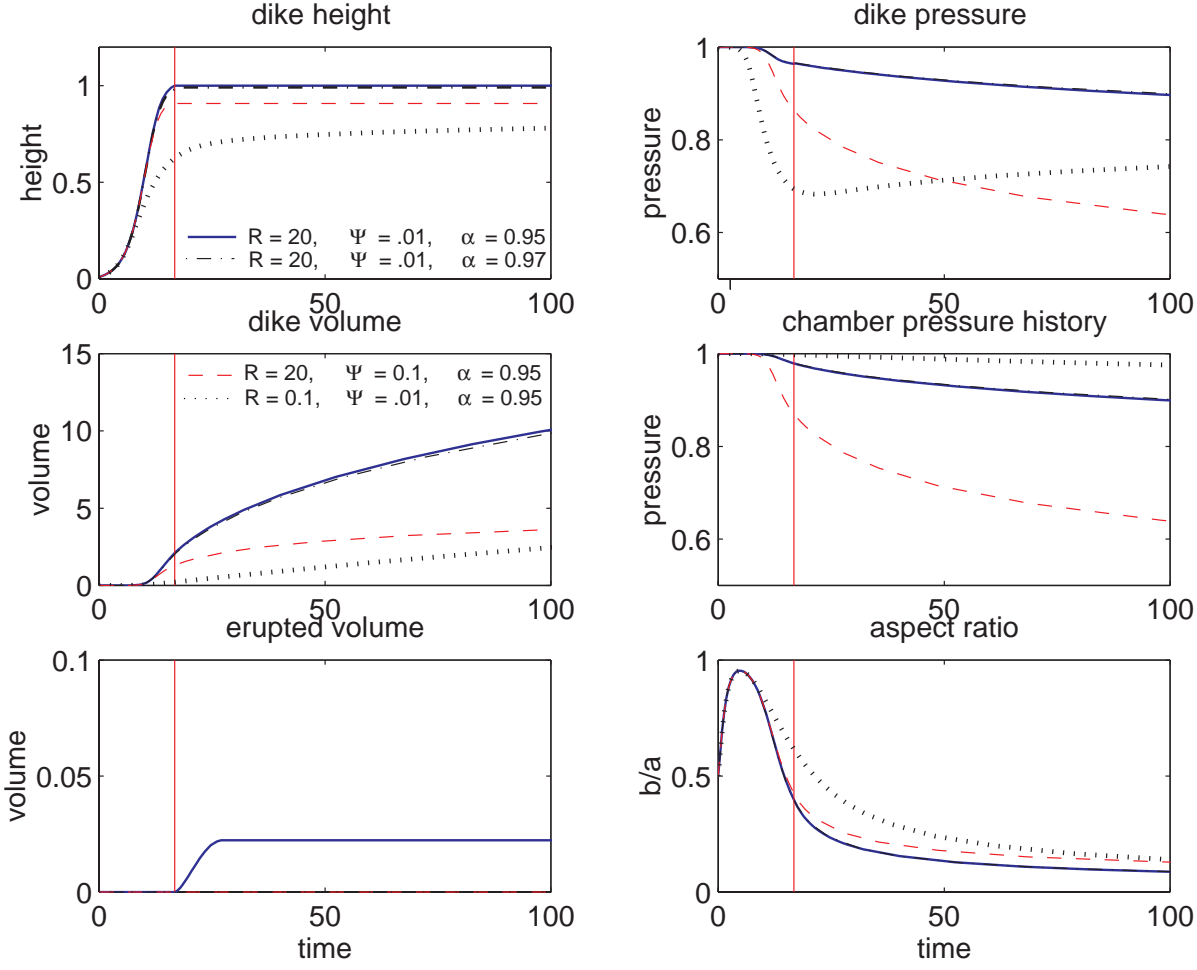 dike height
height
1
0.5
0
0 50 100
R = 20, Ψ = .01, α = 0.95
R = 20, Ψ = .01, α = 0.97
dike pressure
pressure
1
0.8
0.6
0 50 100
dike volume
volume
15
10
5
0
0 50 100
R = 20, Ψ = 0.1, α = 0.95
R = 0.1, Ψ = .01, α = 0.95
chamber pressure history
pressure
1
0.8
0.6
0 50 100
erupted volume
volume
0.1
0.05
0
0 50 100
time
aspect ratio
b/a
1
0.5
0
0 50 100
time